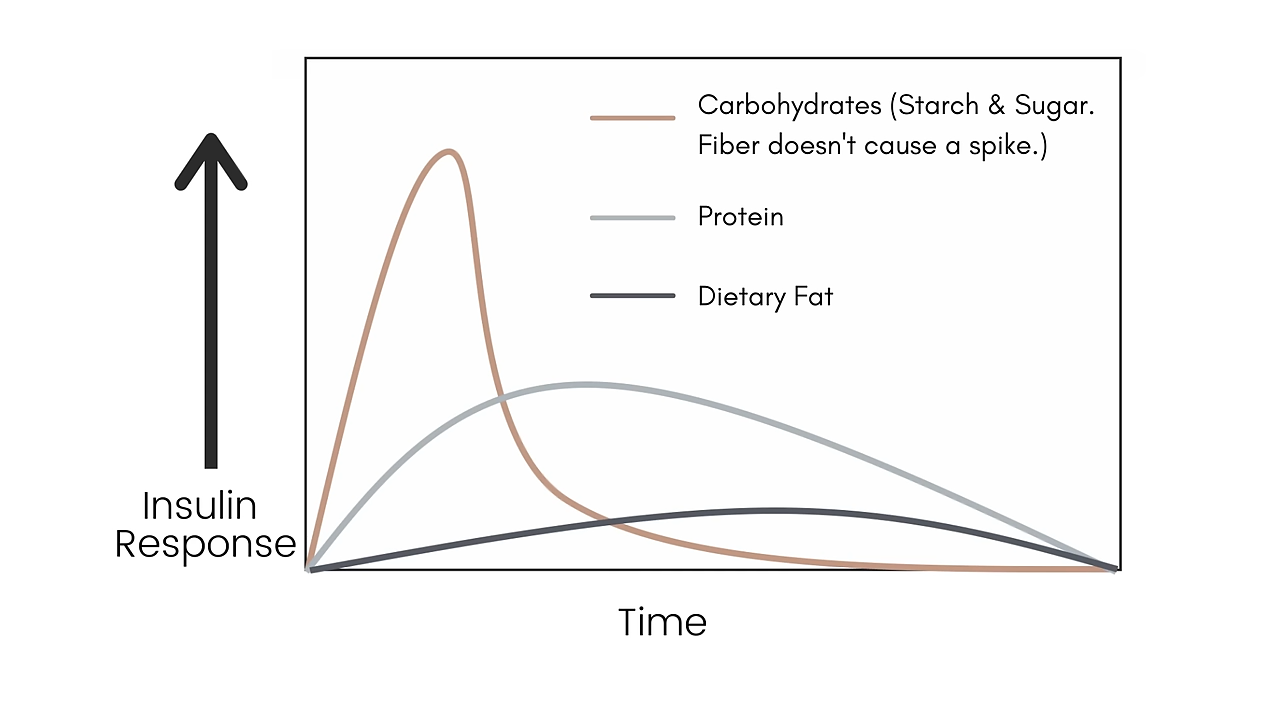 Carbohydrates (Starch & Sugar.
Fiber doesn't cause a spike.)
Protein
Dietary Fat
Insulin
Response
Time